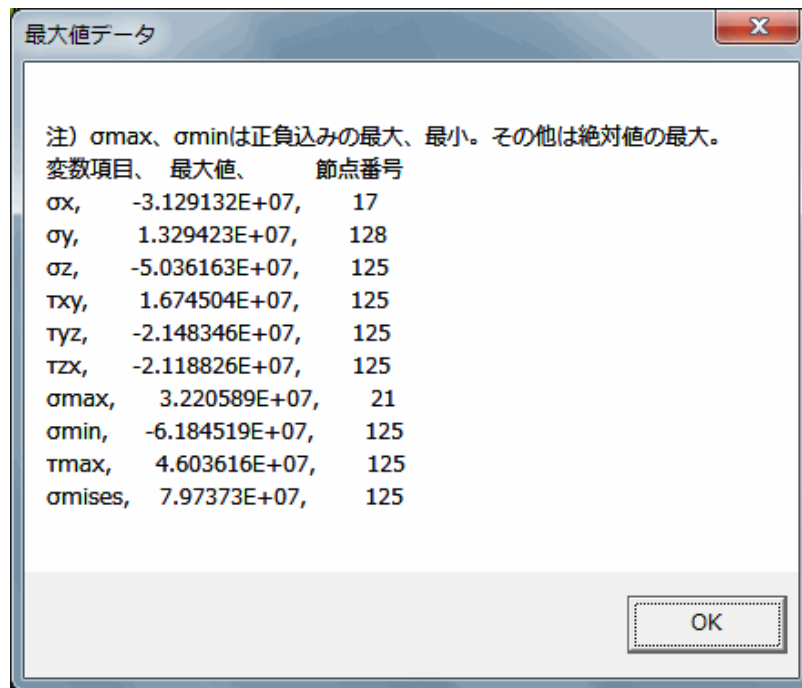 最大値データ
注）σmax、σminは正負込みの最大、最小。その他は絶対値の最大。
変数項目、 最大値、 節点番号
σx, -3.129132E+07, 17
σy, 1.329423E+07, 128
σz, -5.036163E+07, 125
τxy, 1.674504E+07, 125
τyz, -2.148346E+07, 125
τzx, -2.118826E+07, 125
σmax, 3.220589E+07, 21
σmin, -6.184519E+07, 125
τmax, 4.603616E+07, 125
σmises, 7.97373E+07, 125
OK